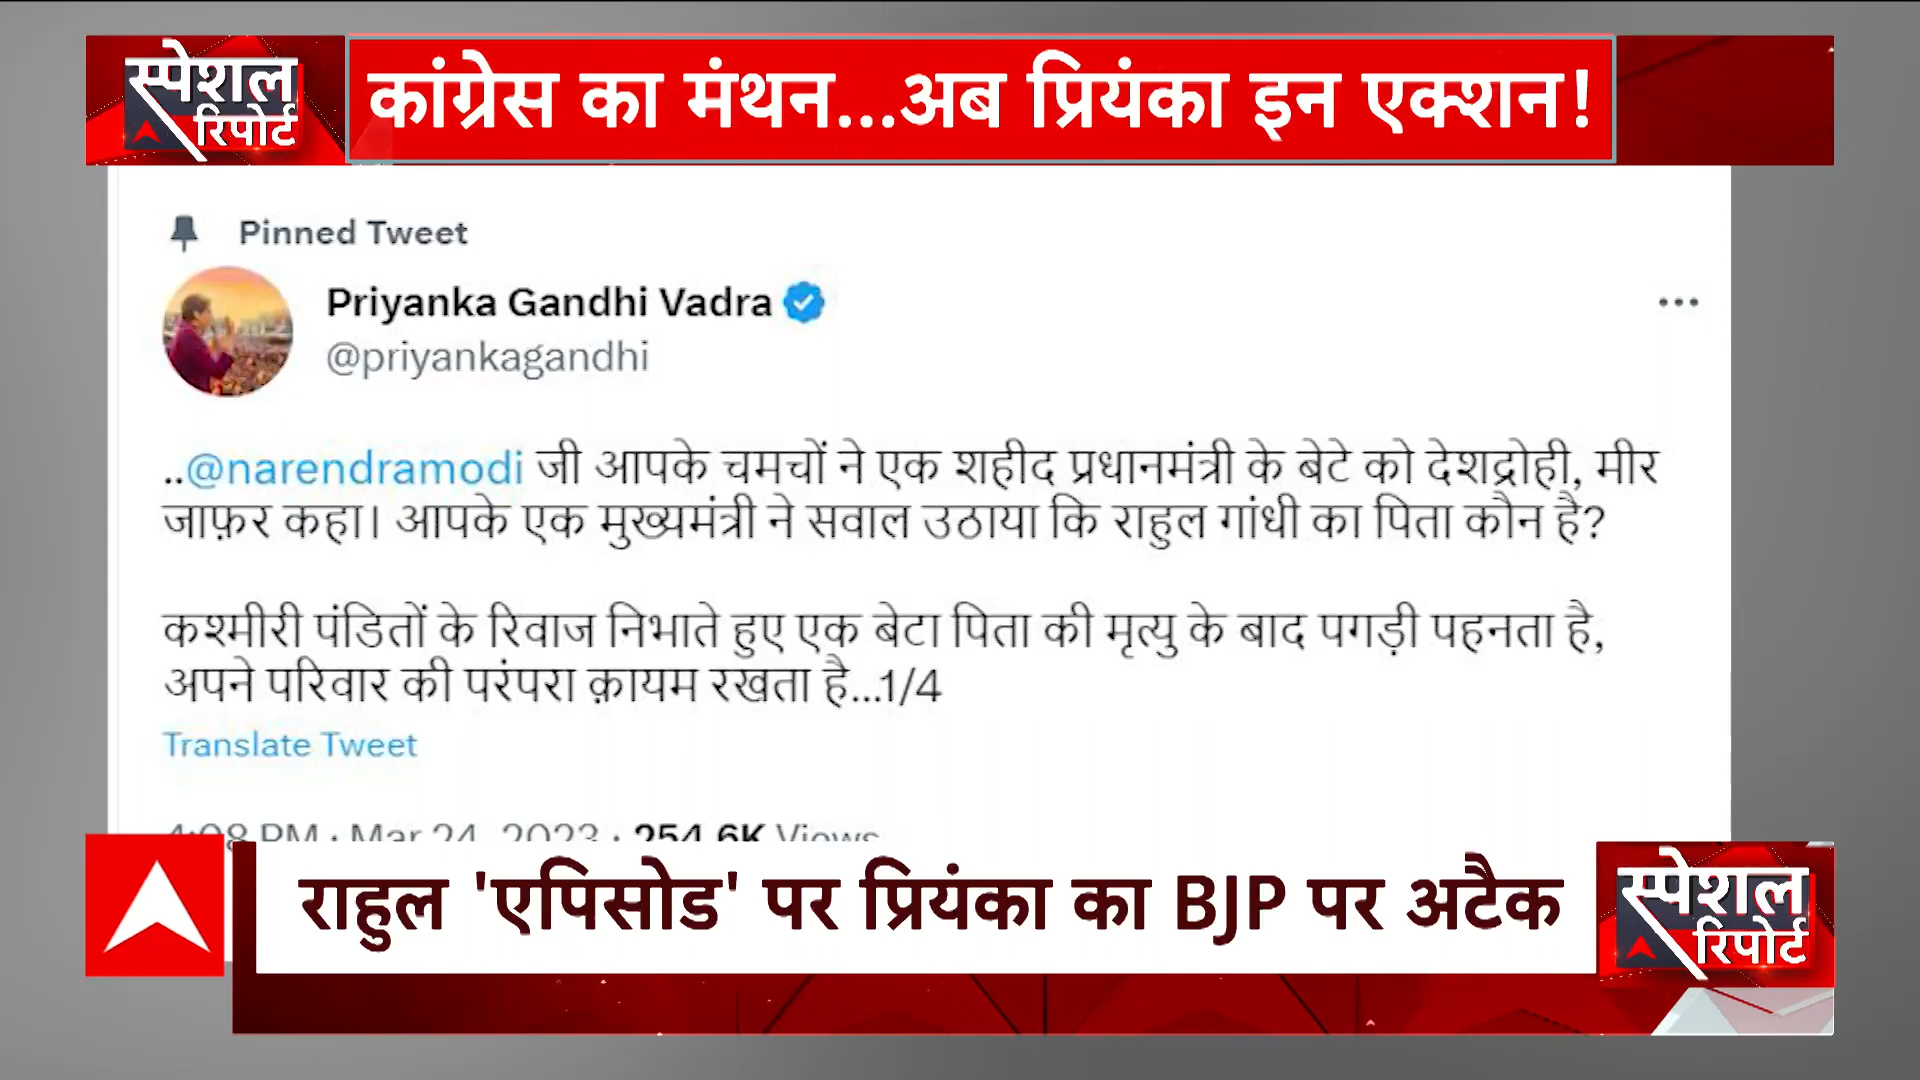 स्पेशल
रिपोर्ट
कांग्रेस का मंथन...अब प्रियंका इन एक्शन!
Pinned Tweet
Priyanka Gandhi Vadra
@priyankagandhi
..@narendramodi जी आपके चमचों ने एक शहीद प्रधानमंत्री के बेटे को देशद्रोही, मीर
जाफ़र कहा। आपके एक मुख्यमंत्री ने सवाल उठाया कि राहुल गांधी का पिता कौन है?
कश्मीरी पंडितों के रिवाज निभाते हुए एक बेटा पिता की मृत्यु के बाद पगड़ी पहनता है,
अपने परिवार की परंपरा क़ायम रखता है...1/4
Translate Tweet
4:08 PM · Mar 24, 2023 · 254.6K Views
राहुल 'एपिसोड' पर प्रियंका का BJP पर अटैक
स्पेशल
रिपोर्ट